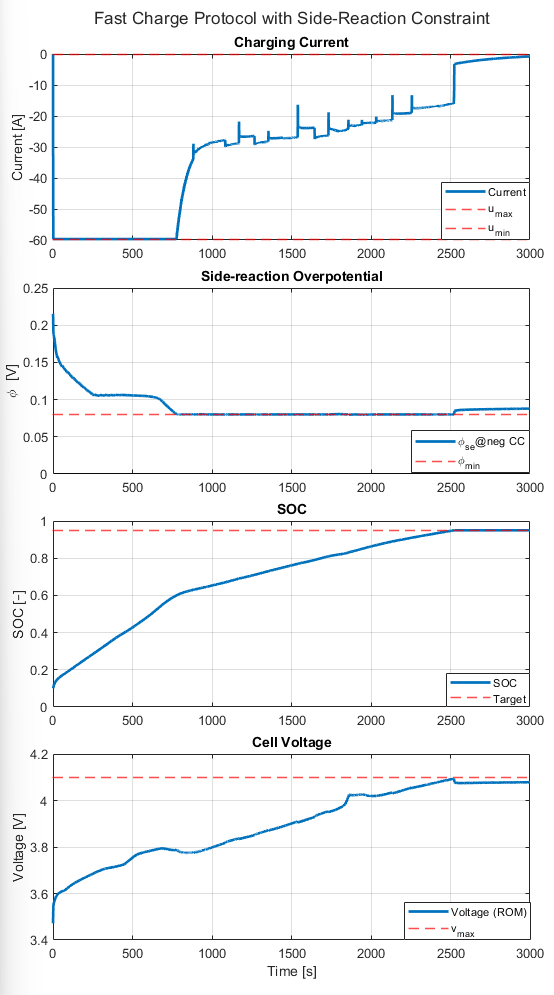 Fast Charge Protocol with Side-Reaction Constraint
Charging Current
0
-10
-20
-30
-40
-50
-60
Current [A]
Current
u_max
u_min
0 500 1000 1500 2000 2500 3000
Side-reaction Overpotential
0.25
0.2
0.15
0.1
0.05
0
ϕ [V]
ϕ_se@neg CC
ϕ_min
0 500 1000 1500 2000 2500 3000
SOC
1
0.8
0.6
0.4
0.2
0
SOC [−]
SOC
Target
0 500 1000 1500 2000 2500 3000
Cell Voltage
4.2
4
3.8
3.6
3.4
Voltage [V]
Voltage (ROM)
v_max
0 500 1000 1500 2000 2500 3000
Time [s]